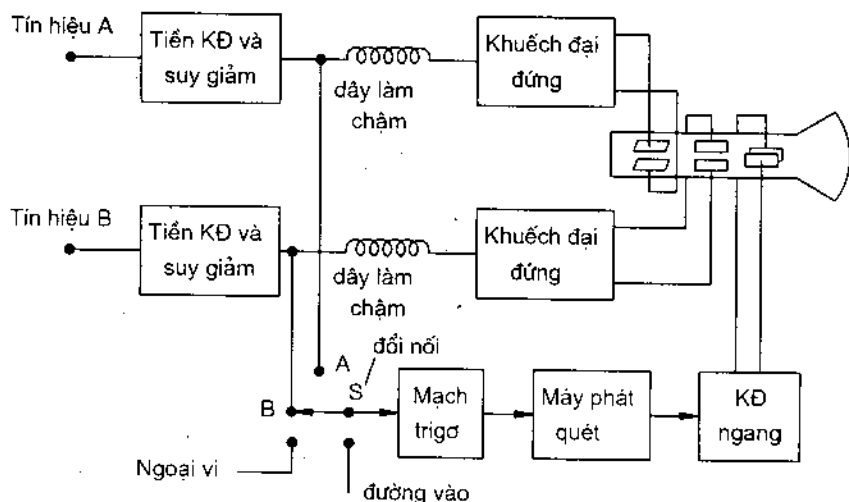 Tín hiệu A
Tiền KĐ và
suy giảm
dây làm
chậm
Khuếch đại
đứng
Tín hiệu B
Tiền KĐ và
suy giảm
dây làm
chậm
Khuếch đại
đứng
đổi nối
A
S
B
Mạch
trigơ
Máy phát
quét
KĐ
ngang
Ngoại vi
đường vào